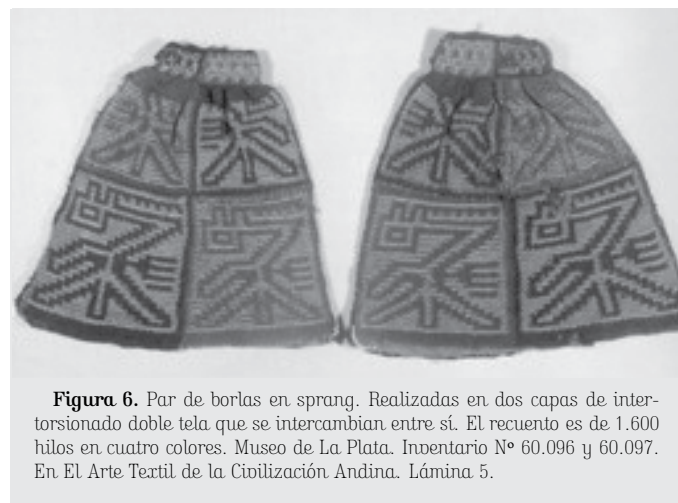 Figura 6. Par de borlas en sprang. Realizadas en dos capas de inter-
torsionado doble tela que se intercambian entre sí. El recuento es de 1.600
hilos en cuatro colores. Museo de La Plata. Inventario Nº 60.096 y 60.097.
En El Arte Textil de la Civilización Andina. Lámina 5.